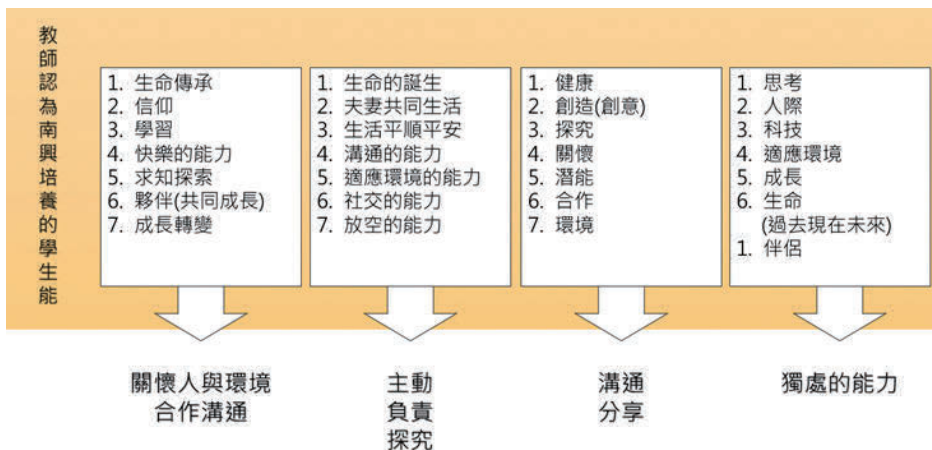 教師認為南興培養的學生能
1. 生命傳承
2. 信仰
3. 學習
4. 快樂的能力
5. 求知探索
6. 夥伴(共同成長)
7. 成長轉變
1. 生命的誕生
2. 夫妻共同生活
3. 生活平順平安
4. 溝通的能力
5. 適應環境的能力
6. 社交的能力
7. 放空的能力
1. 健康
2. 創造(創意)
3. 探究
4. 關懷
5. 潛能
6. 合作
7. 環境
1. 思考
2. 人際
3. 科技
4. 適應環境
5. 成長
6. 生命
(過去現在未來)
1. 伴侶
關懷人與環境
合作溝通
主動
負責
探究
溝通
分享
獨處的能力